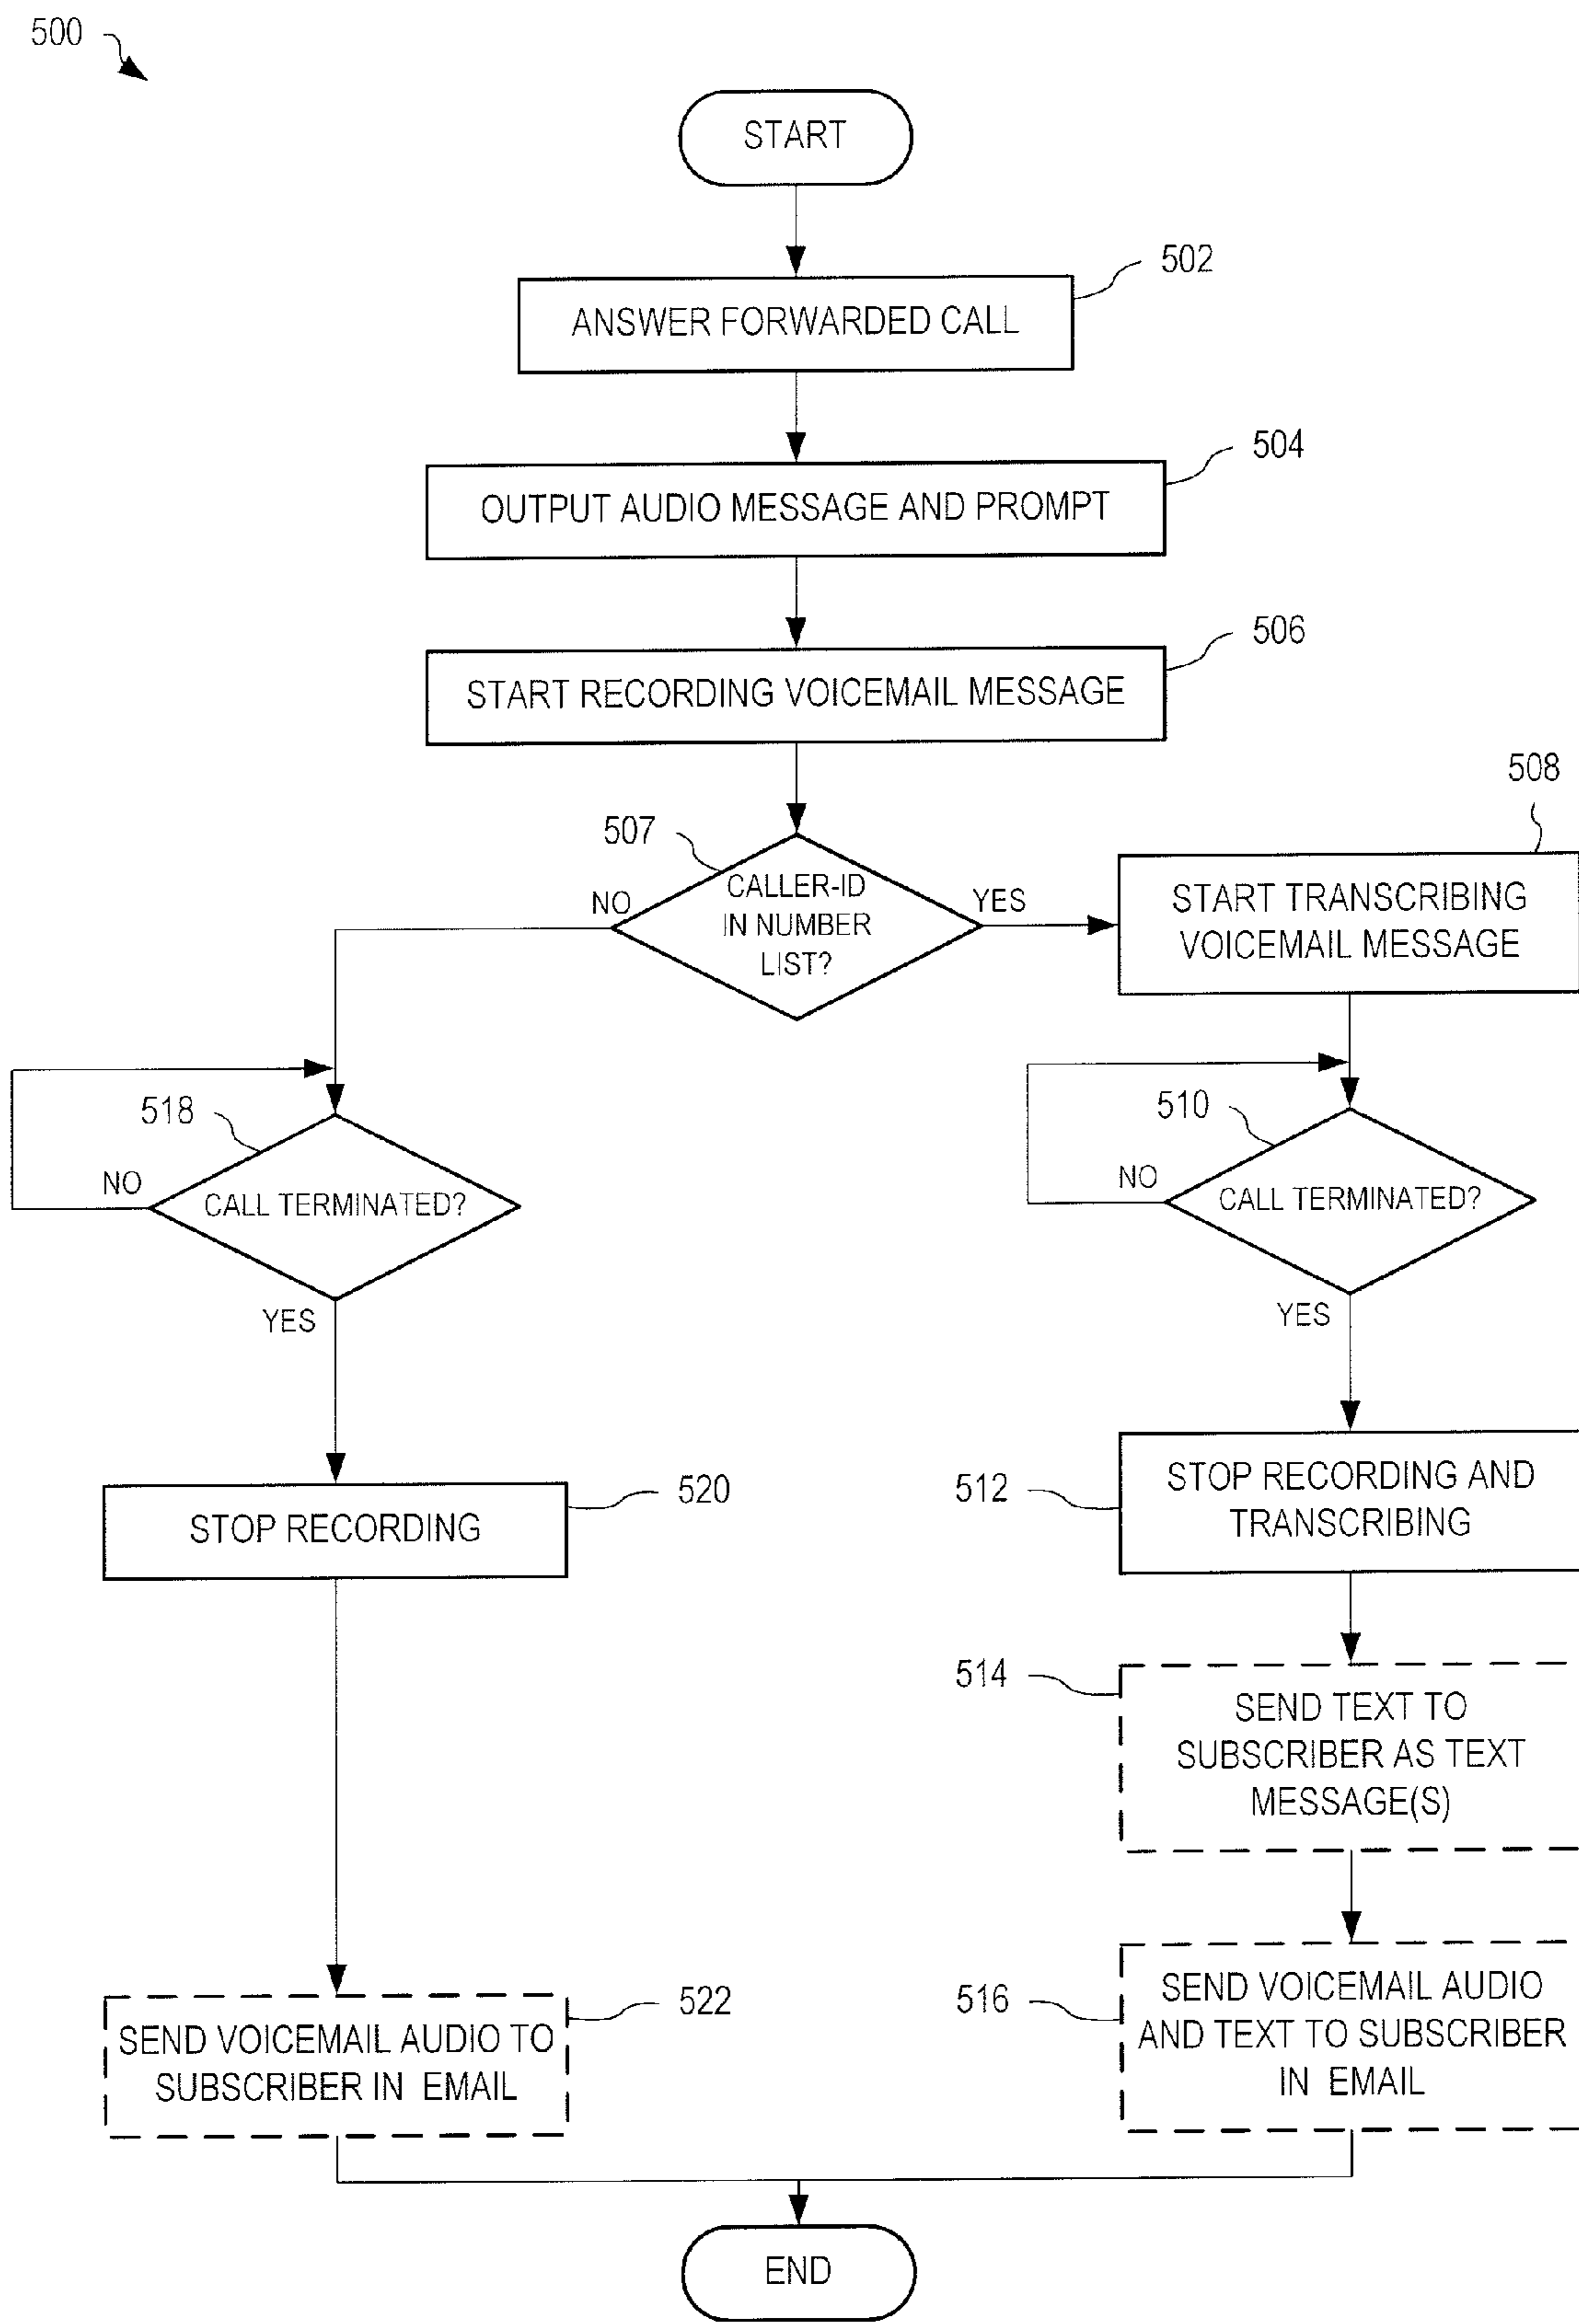 500
START
502
ANSWER FORWARDED CALL
504
OUTPUT AUDIO MESSAGE AND PROMPT
506
START RECORDING VOICEMAIL MESSAGE
507
CALLER-ID
IN NUMBER
LIST?
NO
YES
508
START TRANSCRIBING
VOICEMAIL MESSAGE
518
CALL TERMINATED?
NO
YES
510
CALL TERMINATED?
NO
YES
520
STOP RECORDING
512
STOP RECORDING AND
TRANSCRIBING
514
SEND TEXT TO
SUBSCRIBER AS TEXT
MESSAGE(S)
522
SEND VOICEMAIL AUDIO TO
SUBSCRIBER IN EMAIL
516
SEND VOICEMAIL AUDIO
AND TEXT TO SUBSCRIBER
IN EMAIL
END